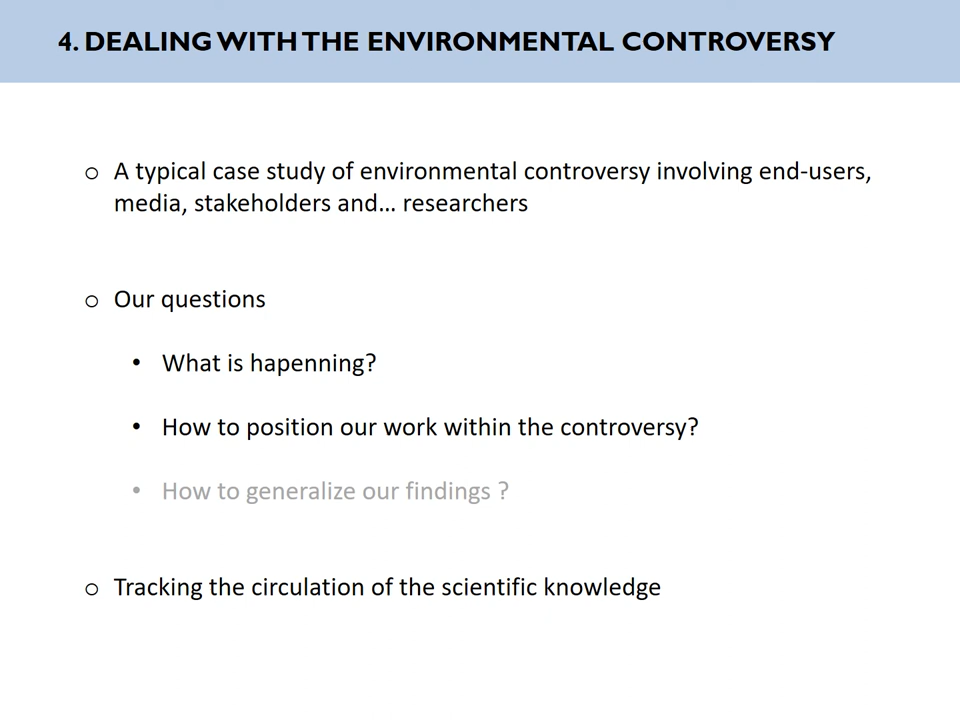 4. DEALING WITH THE ENVIRONMENTAL CONTROVERSY
o A typical case study of environmental controversy involving end-users,
media, stakeholders and… researchers
o Our questions
• What is hapenning?
• How to position our work within the controversy?
• How to generalize our findings ?
o Tracking the circulation of the scientific knowledge